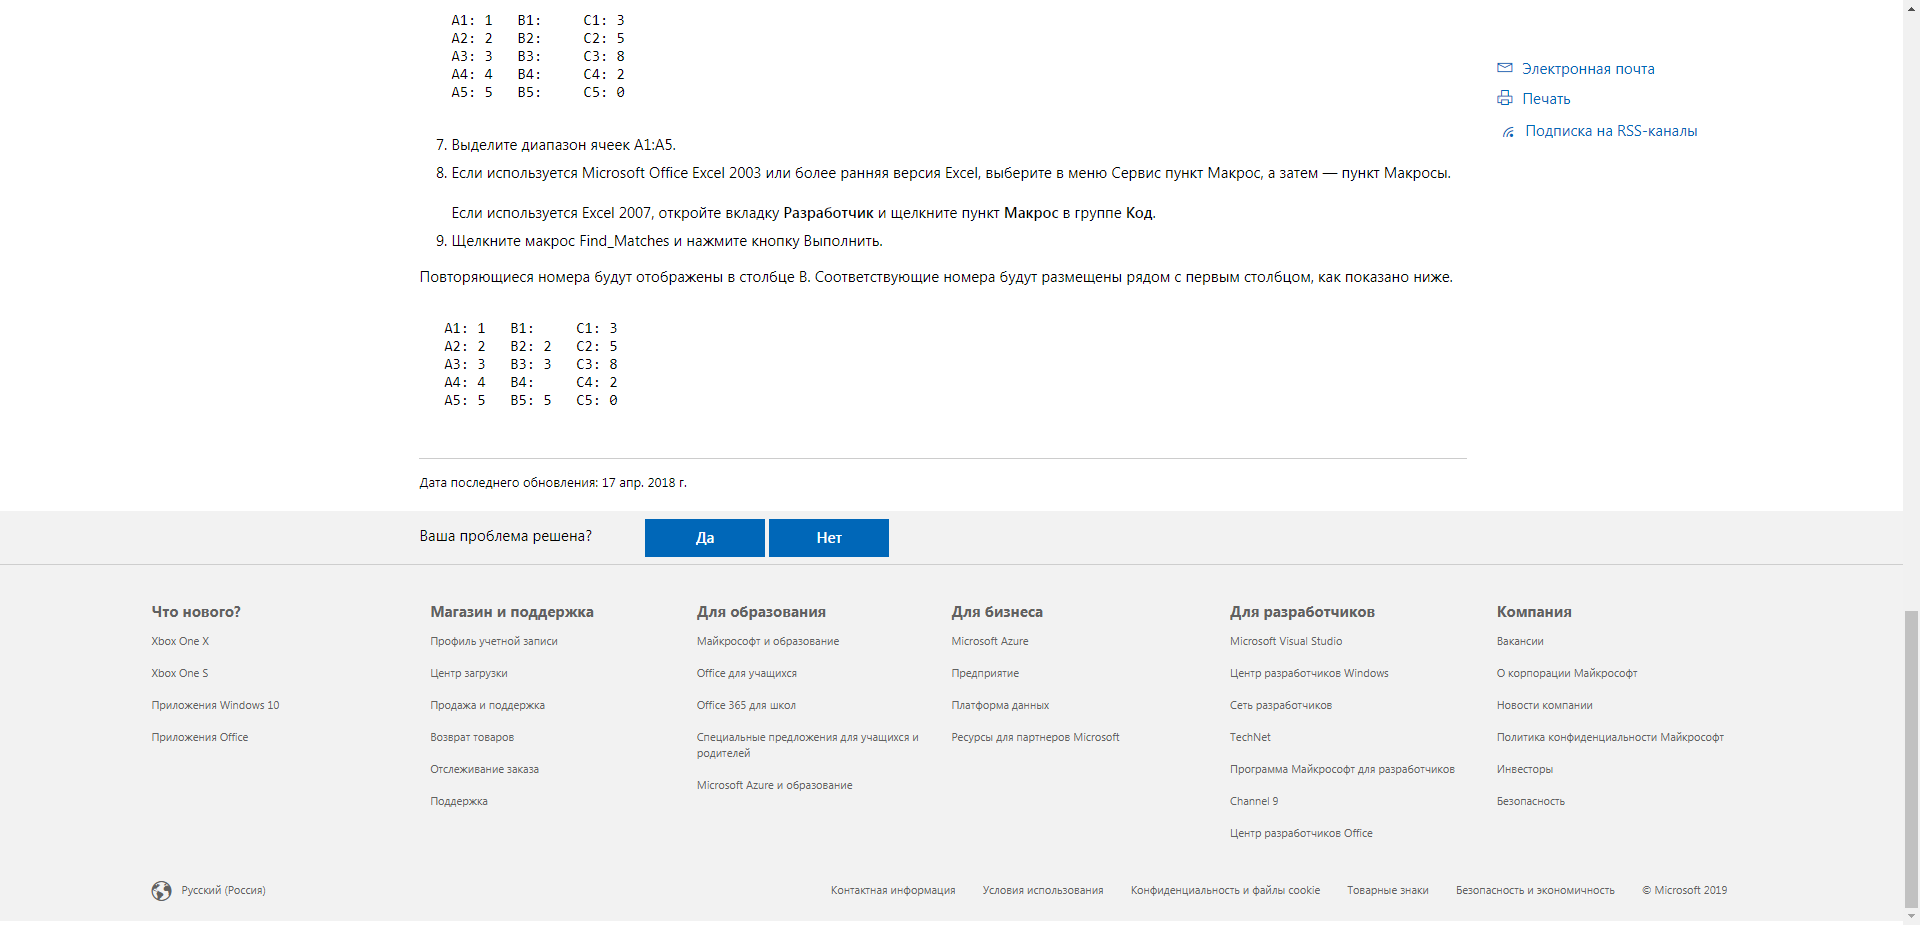 A1: 1   B1:     C1: 3
A2: 2   B2:     C2: 5
A3: 3   B3:     C3: 8
A4: 4   B4:     C4: 2
A5: 5   B5:     C5: 0
7. Выделите диапазон ячеек A1:A5.
8. Если используется Microsoft Office Excel 2003 или более ранняя версия Excel, выберите в меню Сервис пункт Макрос, а затем — пункт Макросы.
Если используется Excel 2007, откройте вкладку Разработчик и щелкните пункт Макрос в группе Код.
9. Щелкните макрос Find_Matches и нажмите кнопку Выполнить.
Повторяющиеся номера будут отображены в столбце B. Соответствующие номера будут размещены рядом с первым столбцом, как показано ниже.
A1: 1   B1:     C1: 3
A2: 2   B2: 2   C2: 5
A3: 3   B3: 3   C3: 8
A4: 4   B4:     C4: 2
A5: 5   B5: 5   C5: 0
Дата последнего обновления: 17 апр. 2018 г.
Электронная почта
Печать
Подписка на RSS-каналы
Ваша проблема решена?
Да
Нет
Что нового?
Xbox One X
Xbox One S
Приложения Windows 10
Приложения Office
Магазин и поддержка
Профиль учетной записи
Центр загрузки
Продажа и поддержка
Возврат товаров
Отслеживание заказа
Поддержка
Для образования
Майкрософт и образование
Office для учащихся
Office 365 для школ
Специальные предложения для учащихся и
родителей
Microsoft Azure и образование
Для бизнеса
Microsoft Azure
Предприятие
Платформа данных
Ресурсы для партнеров Microsoft
Для разработчиков
Microsoft Visual Studio
Центр разработчиков Windows
Сеть разработчиков
TechNet
Программа Майкрософт для разработчиков
Channel 9
Центр разработчиков Office
Компания
Вакансии
О корпорации Майкрософт
Новости компании
Политика конфиденциальности Майкрософт
Инвесторы
Безопасность
Русский (Россия)
Контактная информация
Условия использования
Конфиденциальность и файлы cookie
Товарные знаки
Безопасность и экономичность
© Microsoft 2019